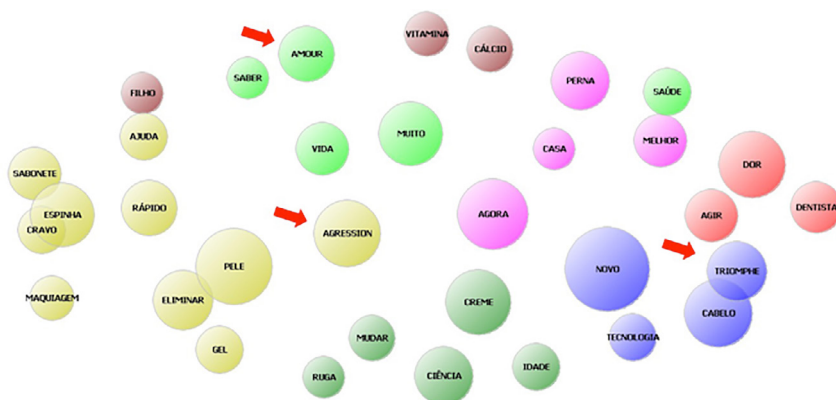 AMOUR
VITAMINA
CÁLCIO
SABER
PERNA
FILHO
SAÚDE
AJUDA
MUITO
VIDA
CASA
MELHOR
DOR
SABONETE
ESPINHA
RÁPIDO
CRAVO
AGRESSION
AGORA
AGIR
DENTISTA
PELE
NOVO
TRIOMPHE
MAQUIAGEM
ELIMINAR
CREME
CABELO
MUDAR
TECNOLOGIA
GEL
RUGA
CIÊNCIA
IDADE